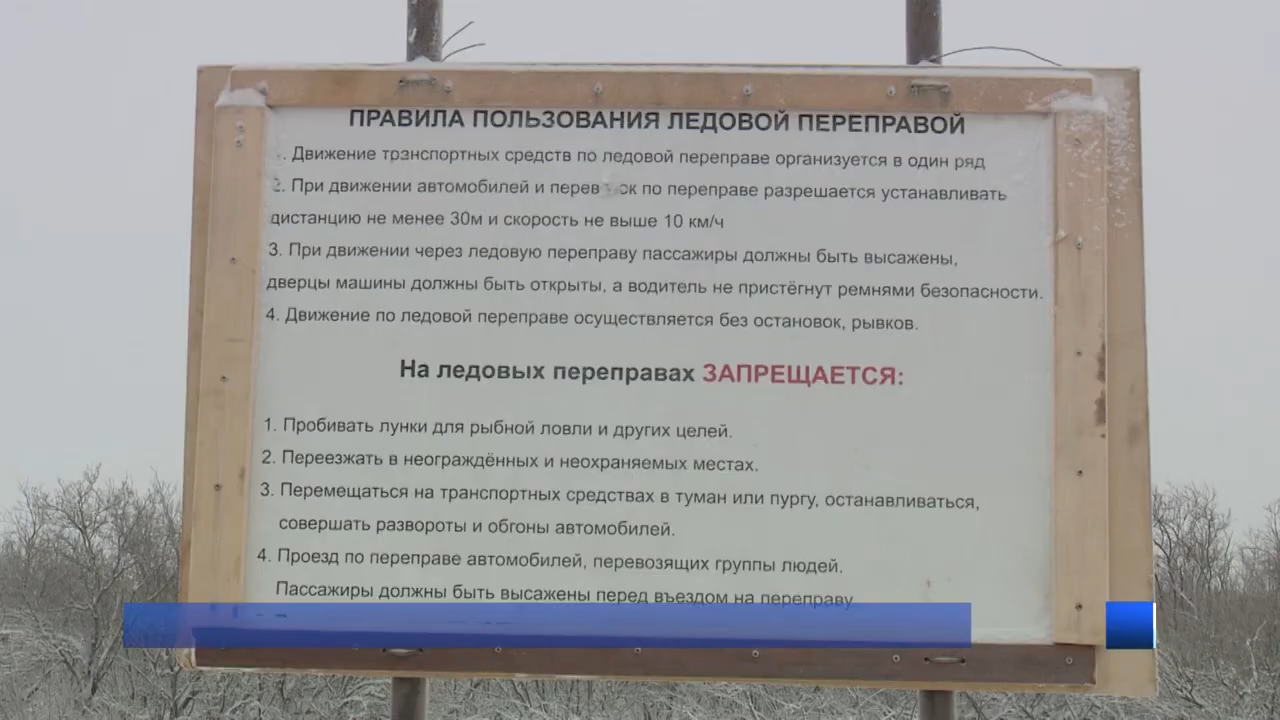 ПРАВИЛА ПОЛЬЗОВАНИЯ ЛЕДОВОЙ ПЕРЕПРАВОЙ
. Движение транспортных средств по ледовой переправе организуется в один ряд
2. При движении автомобилей и по переправе разрешается устанавливать
дистанцию не менее 30м и скорость не выше 10 км/ч
3. При движении через ледовую переправу пассажиры должны быть высажены,
дверцы машины должны быть открыты, а водитель не пристёгнут ремнями безопасности.
4. Движение по ледовой переправе осуществляется без остановок, рывков.
На ледовых переправах ЗАПРЕЩАЕТСЯ:
1. Пробивать лунки для рыбной ловли и других целей.
2. Переезжать в неограждённых и неохраняемых местах.
3. Перемещаться на транспортных средствах в туман или пургу, останавливаться,
совершать развороты и обгоны автомобилей.
4. Проезд по переправе автомобилей, перевозящих группы людей.
Пассажиры должны быть высажены перед въездом на переправу